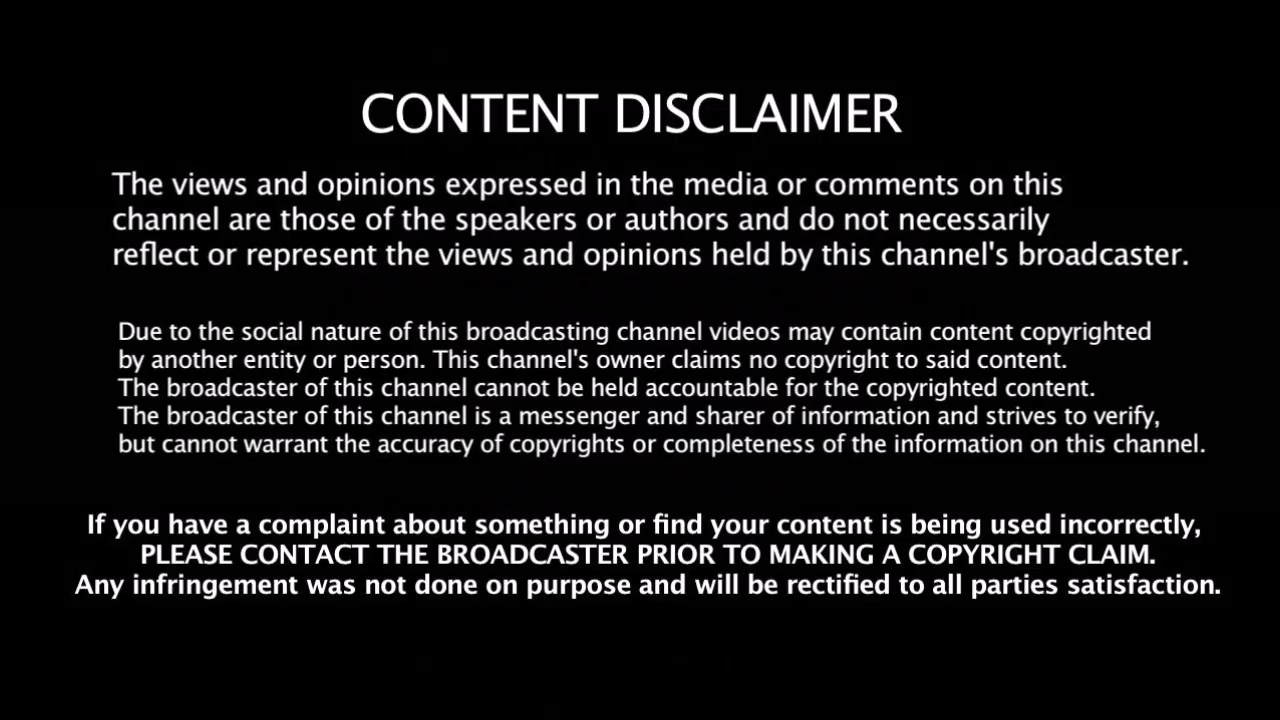 CONTENT DISCLAIMER
The views and opinions expressed in the media or comments on this
channel are those of the speakers or authors and do not necessarily
reflect or represent the views and opinions held by this channel's broadcaster.
Due to the social nature of this broadcasting channel videos may contain content copyrighted
by another entity or person. This channel's owner claims no copyright to said content.
The broadcaster of this channel cannot be held accountable for the copyrighted content.
The broadcaster of this channel is a messenger and sharer of information and strives to verify,
but cannot warrant the accuracy of copyrights or completeness of the information on this channel.
If you have a complaint about something or find your content is being used incorrectly,
PLEASE CONTACT THE BROADCASTER PRIOR TO MAKING A COPYRIGHT CLAIM.
Any infringement was not done on purpose and will be rectified to all parties satisfaction.